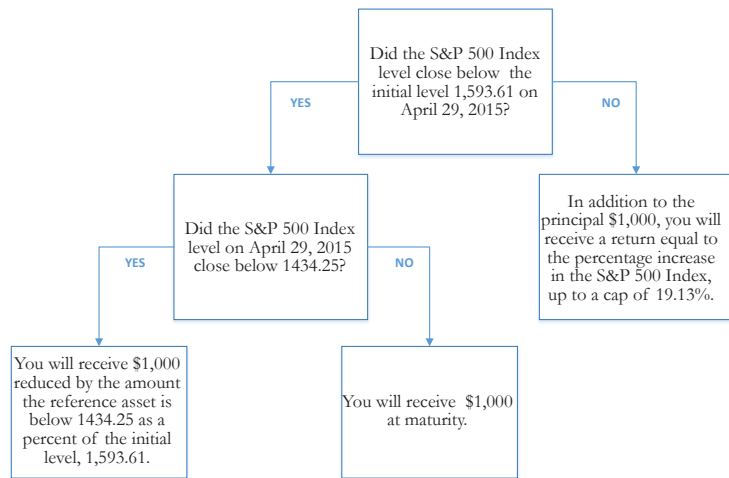 Did the S&P 500 Index
level close below the
initial level 1,593.61 on
April 29, 2015?
YES
NO
Did the S&P 500 Index
level on April 29, 2015
close below 1434.25?
In addition to the
principal $1,000, you will
receive a return equal to
the percentage increase
in the S&P 500 Index,
up to a cap of 19.13%.
YES
NO
You will receive $1,000
reduced by the amount
the reference asset is
below 1434.25 as a
percent of the initial
level, 1,593.61.
You will receive $1,000
at maturity.